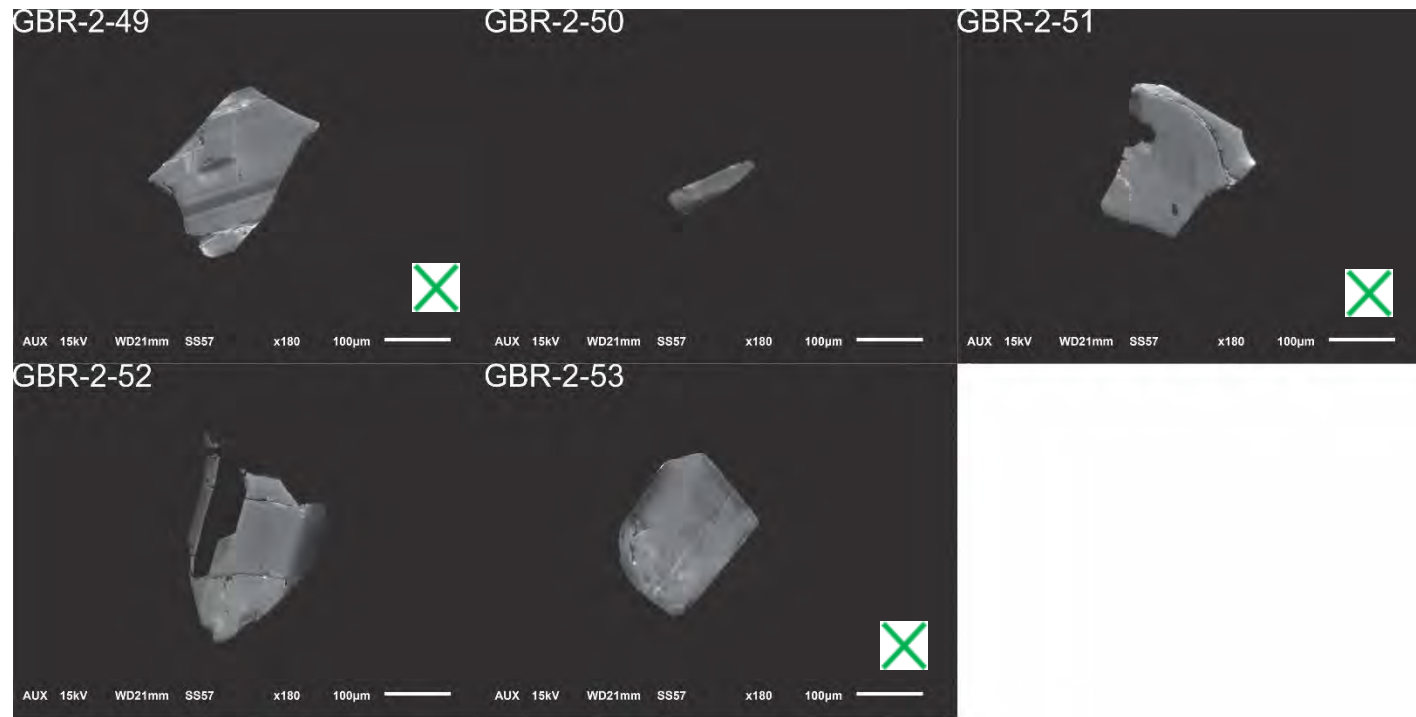 GBR-2-49
GBR-2-50
GBR-2-51
AUX 15kV WD21mm SS57 x180 100µm
AUX 15kV WD21mm SS57 x180 100µm
AUX 15kV WD21mm SS57 x180 100µm
GBR-2-52
GBR-2-53
AUX 15kV WD21mm SS57 x180 100µm
AUX 15kV WD21mm SS57 x180 100µm